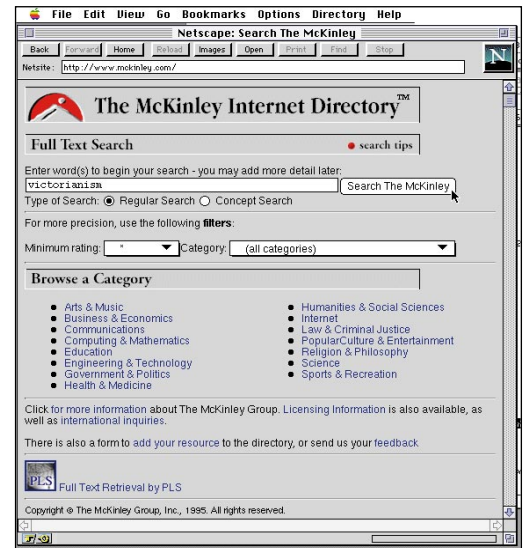 File Edit View Go Bookmarks Options Directory Help
Netscape: Search The McKinley
Back Forward Home Reload Images Open Print Find Stop
N
Netsite: http://www.mckinley.com/
The McKinley Internet Directory™
Full Text Search
search tips
Enter word(s) to begin your search - you may add more detail later:
victorianism
Search The McKinley
Type of Search: Regular Search Concept Search
For more precision, use the following filters:
Minimum rating: * Category: (all categories)
Browse a Category
Arts & Music
Business & Economics
Communications
Computing & Mathematics
Education
Engineering & Technology
Government & Politics
Health & Medicine
Humanities & Social Sciences
Internet
Law & Criminal Justice
PopularCulture & Entertainment
Religion & Philosophy
Science
Sports & Recreation
Click for more information about The McKinley Group. Licensing Information is also available, as
well as international inquiries.
There is also a form to add your resource to the directory, or send us your feedback
PLS
Full Text Retrieval by PLS
Copyright © The McKinley Group, Inc., 1995. All rights reserved.